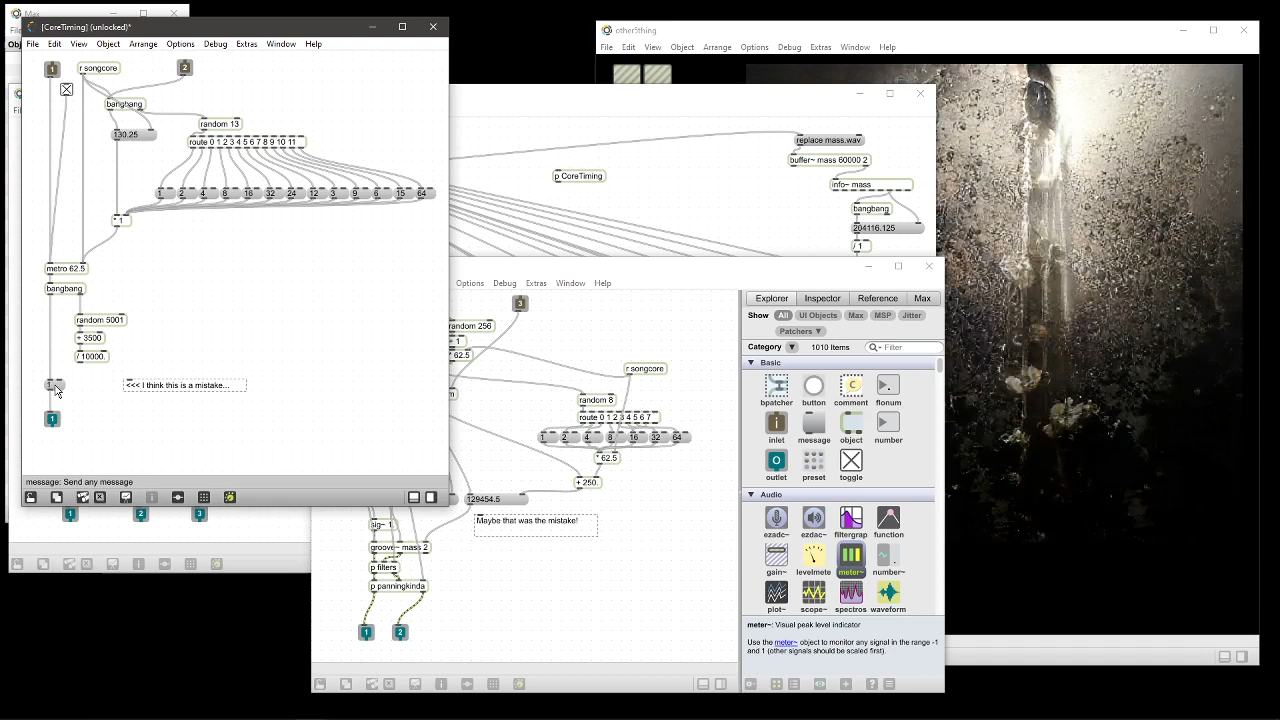 Max
[CoreTiming] (unlocked)*
File Edit View Object Arrange Options Debug Extras Window Help
1
r songcore
2
bangbang
130.25
random 13
route 0 1 2 3 4 5 6 7 8 9 10 11
1 2 4 8 16 32 24 12 3 9 6 15 64
* 1
metro 62.5
bangbang
random 5001
+ 3500
/ 10000.
1
<<< I think this is a mistake...
1
message: Send any message
1 2 3
p CoreTiming
replace mass.wav
buffer~ mass 60000 2
info~ mass
bangbang
204116.125
/ 1
other5thing
File Edit View Object Arrange Options Debug Extras Window Help
Options Debug Extras Window Help
3
random 256
+ 1
* 62.5
r songcore
random 8
route 0 1 2 3 4 5 6 7
1 2 4 8 16 32 64
* 62.5
+ 250.
129454.5
Maybe that was the mistake!
sig~ 1
groove~ mass 2
p filters
p panningkinda
1 2
Explorer Inspector Reference Max
Show All UI Objects Max MSP Jitter
Patchers ▼
Category ▼ 1010 Items Filter
Basic
bpatcher button comment flonum
inlet message object number
outlet preset toggle
Audio
ezadc~ ezdac~ filtergrap function
gain~ levelmete meter~ number~
plot~ scope~ spectros waveform
meter~: Visual peak level indicator
Use the meter~ object to monitor any signal in the range -1
and 1 (other signals should be scaled first).